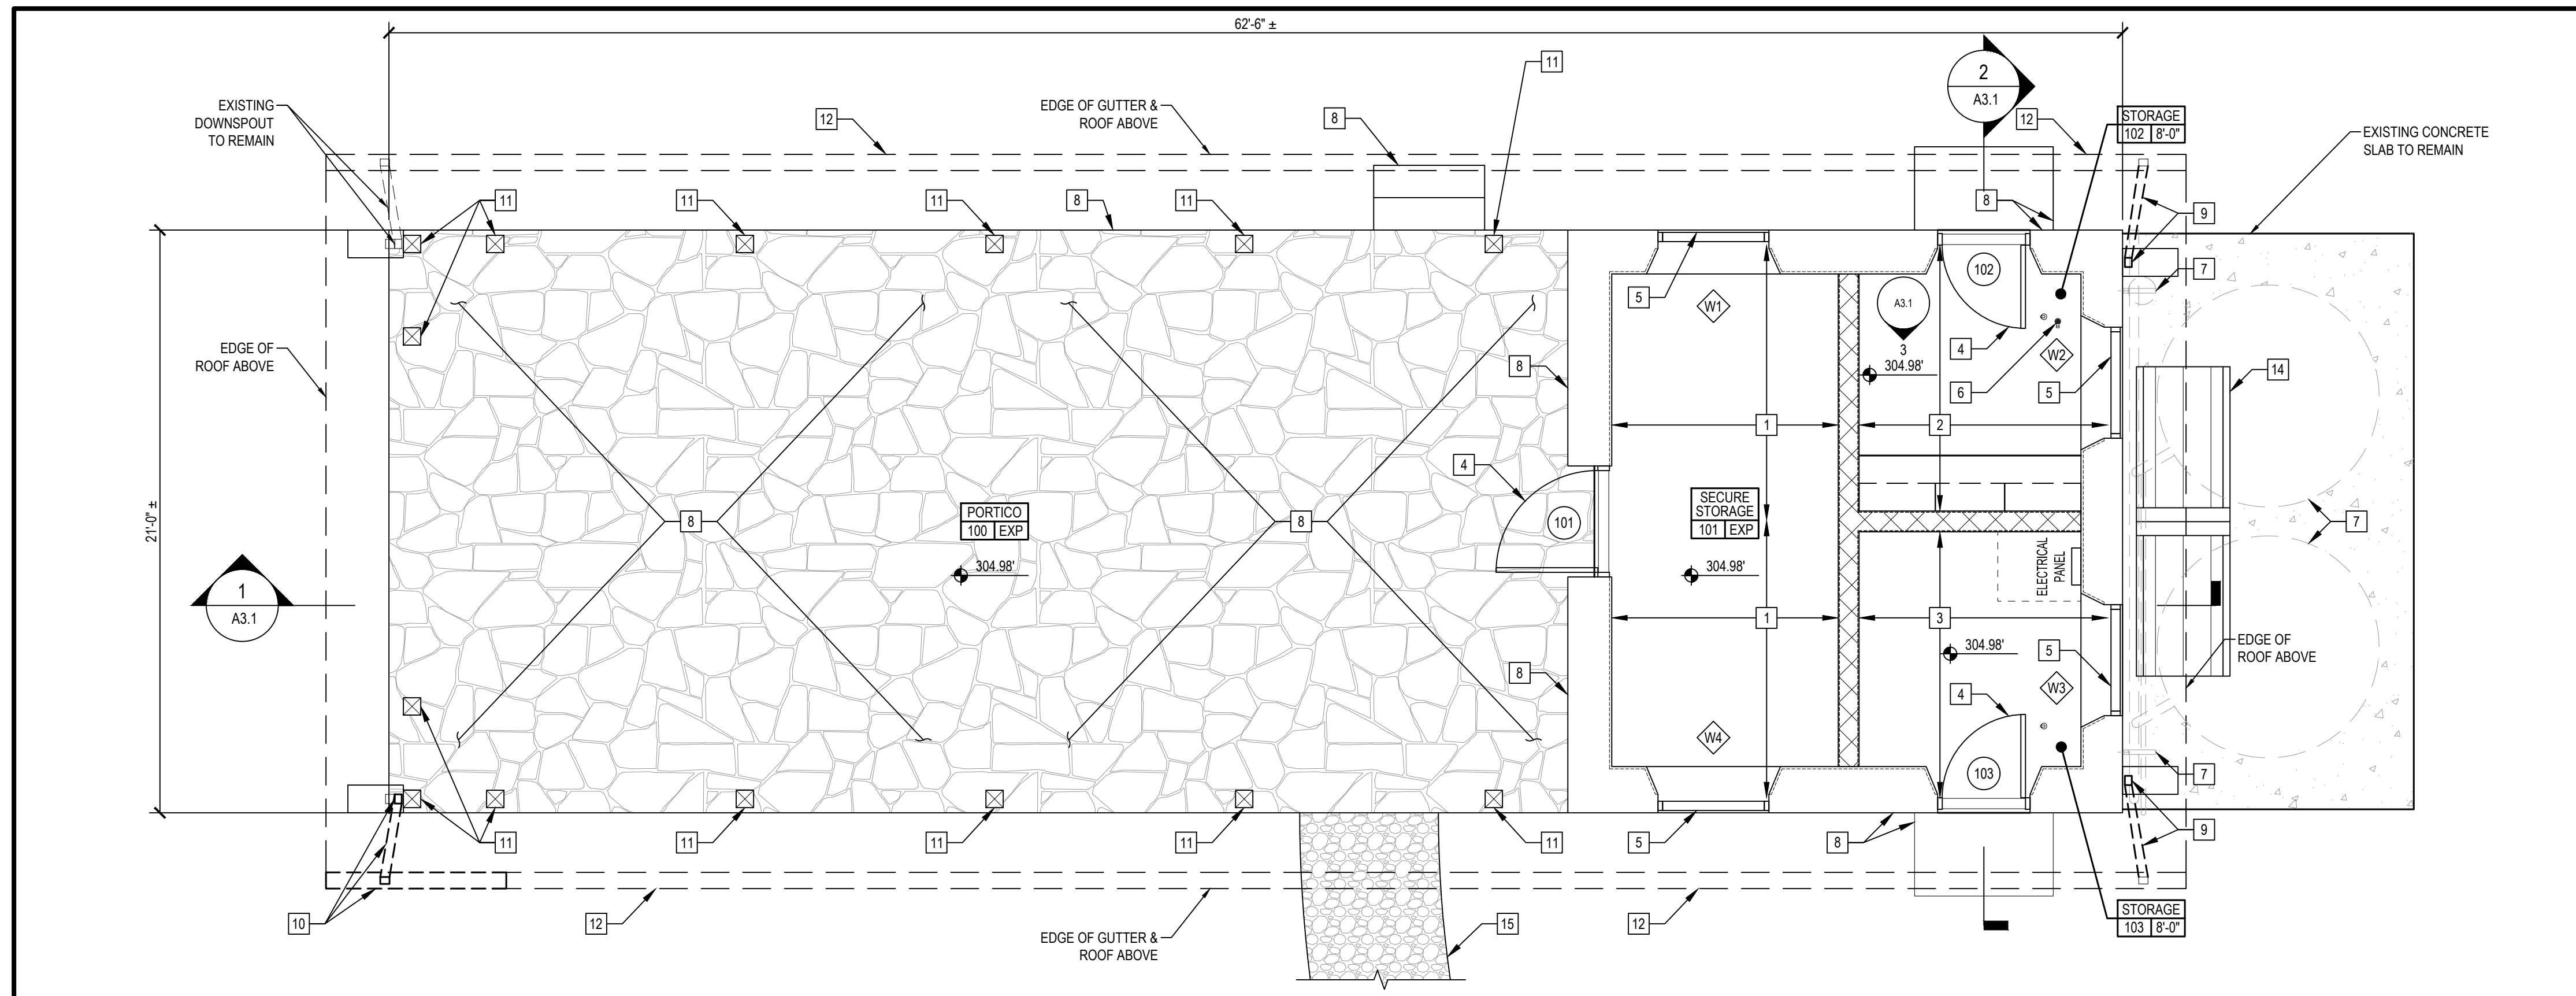 62'-6" ±
11
2
A3.1
EXISTING
DOWNSPOUT
TO REMAIN
12
EDGE OF GUTTER &
ROOF ABOVE
8
12
STORAGE
102 8'-0"
EXISTING CONCRETE
SLAB TO REMAIN
11
11
11
8
11
8
9
5
W1
A3.1
3
304.98'
102
4
6
W2
5
7
14
EDGE OF
ROOF ABOVE
8
1
2
4
21'-0" ±
8
PORTICO
100 EXP
304.98'
8
101
SECURE
STORAGE
101 EXP
304.98'
ELECTRICAL
PANEL
7
1
A3.1
1
3
304.98'
5
EDGE OF
ROOF ABOVE
8
4
W3
W4
103
7
11
11
11
11
11
5
8
9
10
12
EDGE OF GUTTER &
ROOF ABOVE
15
12
STORAGE
103 8'-0"